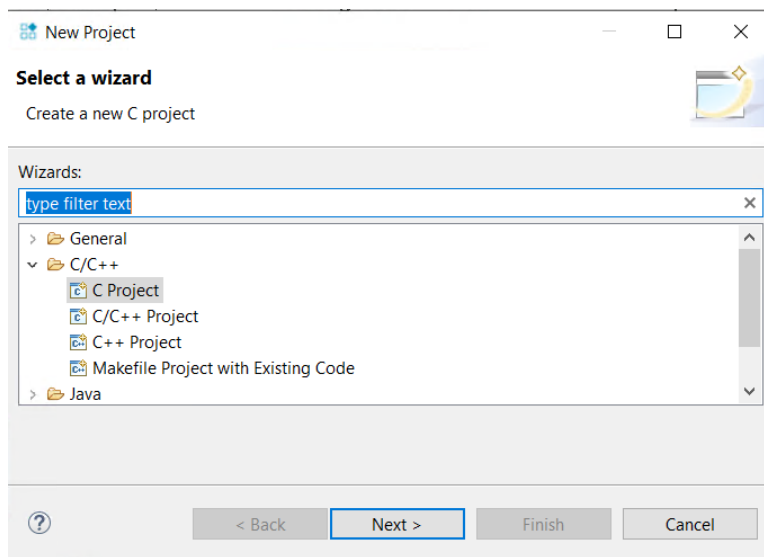 New Project
Select a wizard
Create a new C project
Wizards:
type filter text
General
C/C++
C Project
C/C++ Project
C++ Project
Makefile Project with Existing Code
Java
< Back Next > Finish Cancel